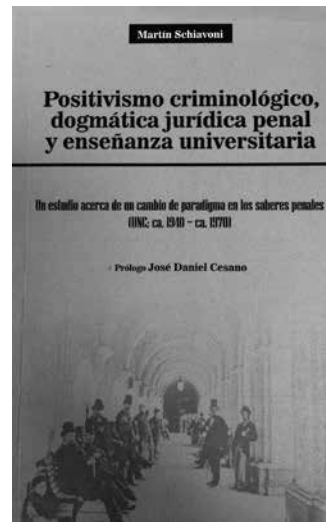 Martín Schiavoni
Positivismo criminológico,
dogmática jurídica penal
y enseñanza universitaria
Un estudio acerca de un cambio de paradigma en los saberes penales
(UNC; ca. 1940 – ca. 1970)
Prólogo José Daniel Cesano